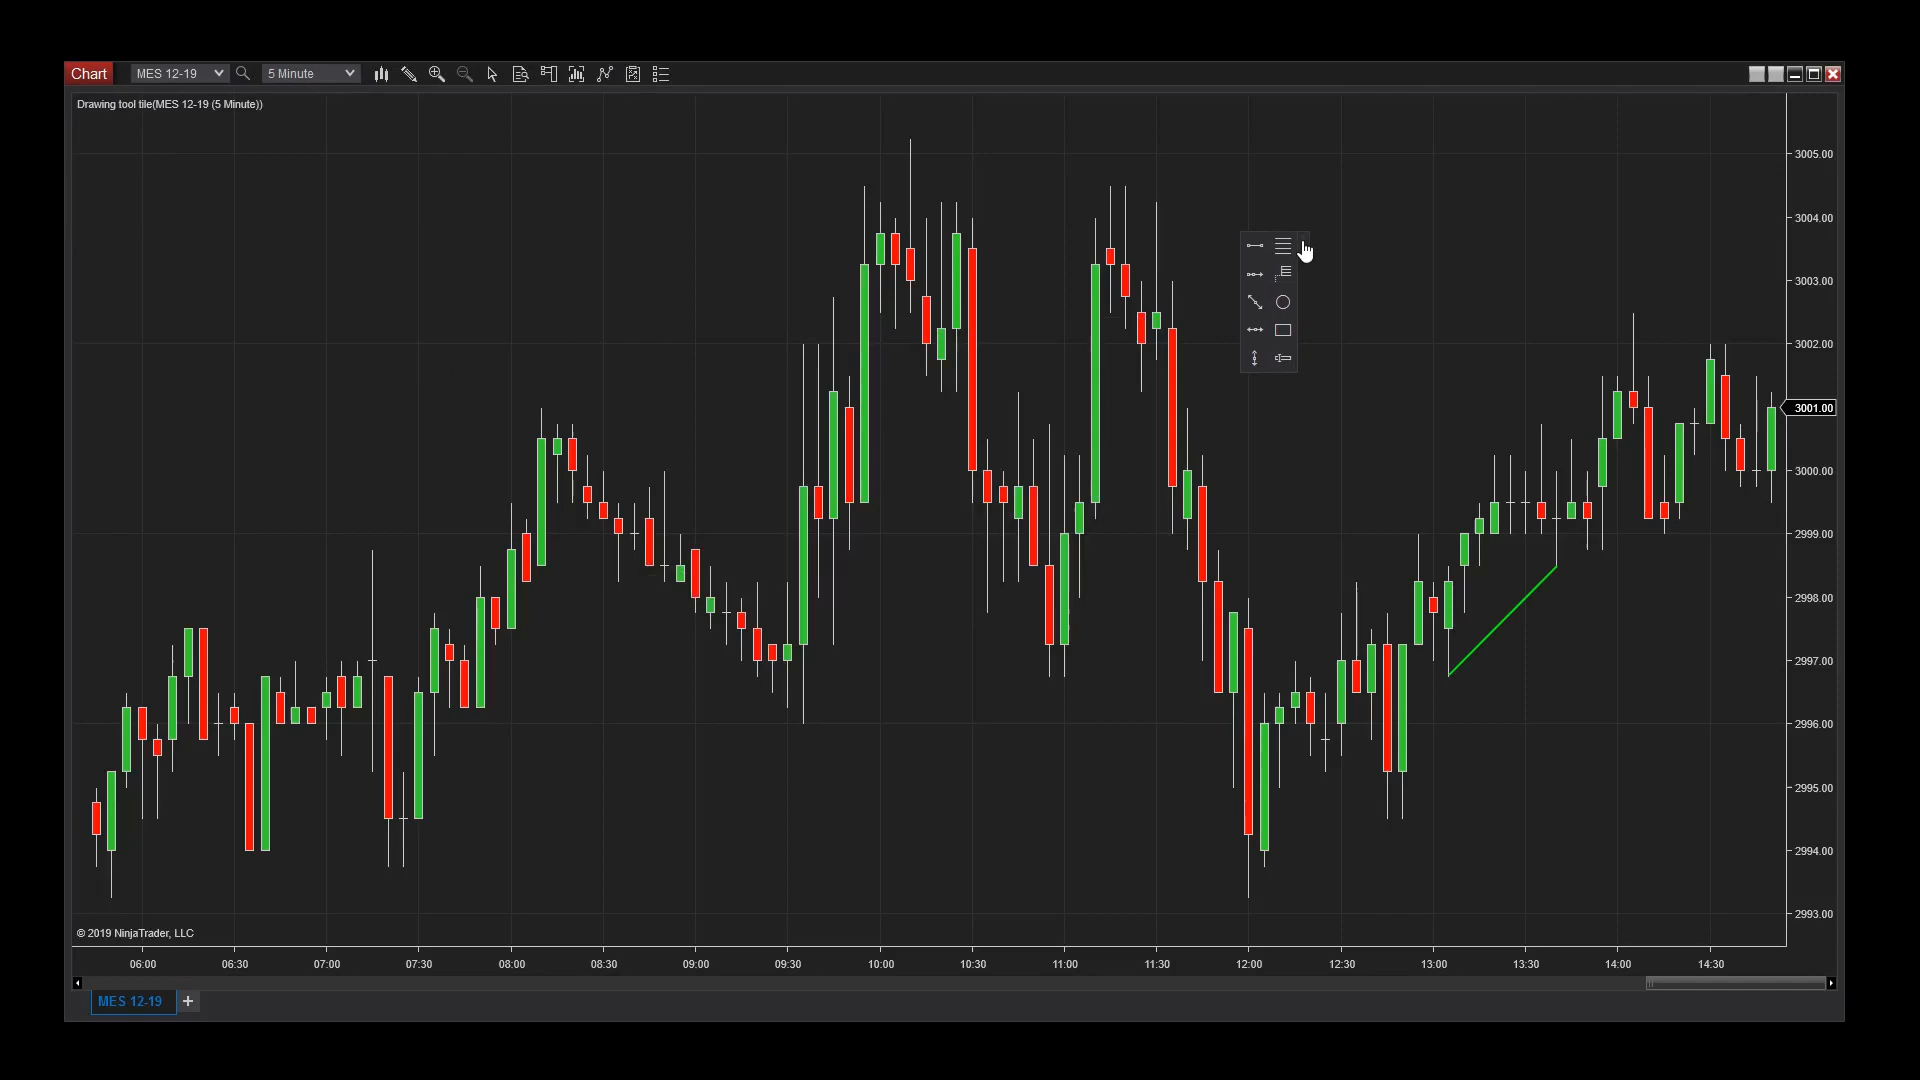 Chart MES 12-19 5 Minute
Drawing tool tile(MES 12-19 (5 Minute))
3005.00
3004.00
3003.00
3002.00
3001.00
3000.00
2999.00
2998.00
2997.00
2996.00
2995.00
2994.00
2993.00
© 2019 NinjaTrader, LLC
06:00 06:30 07:00 07:30 08:00 08:30 09:00 09:30 10:00 10:30 11:00 11:30 12:00 12:30 13:00 13:30 14:00 14:30
MES 12-19 +